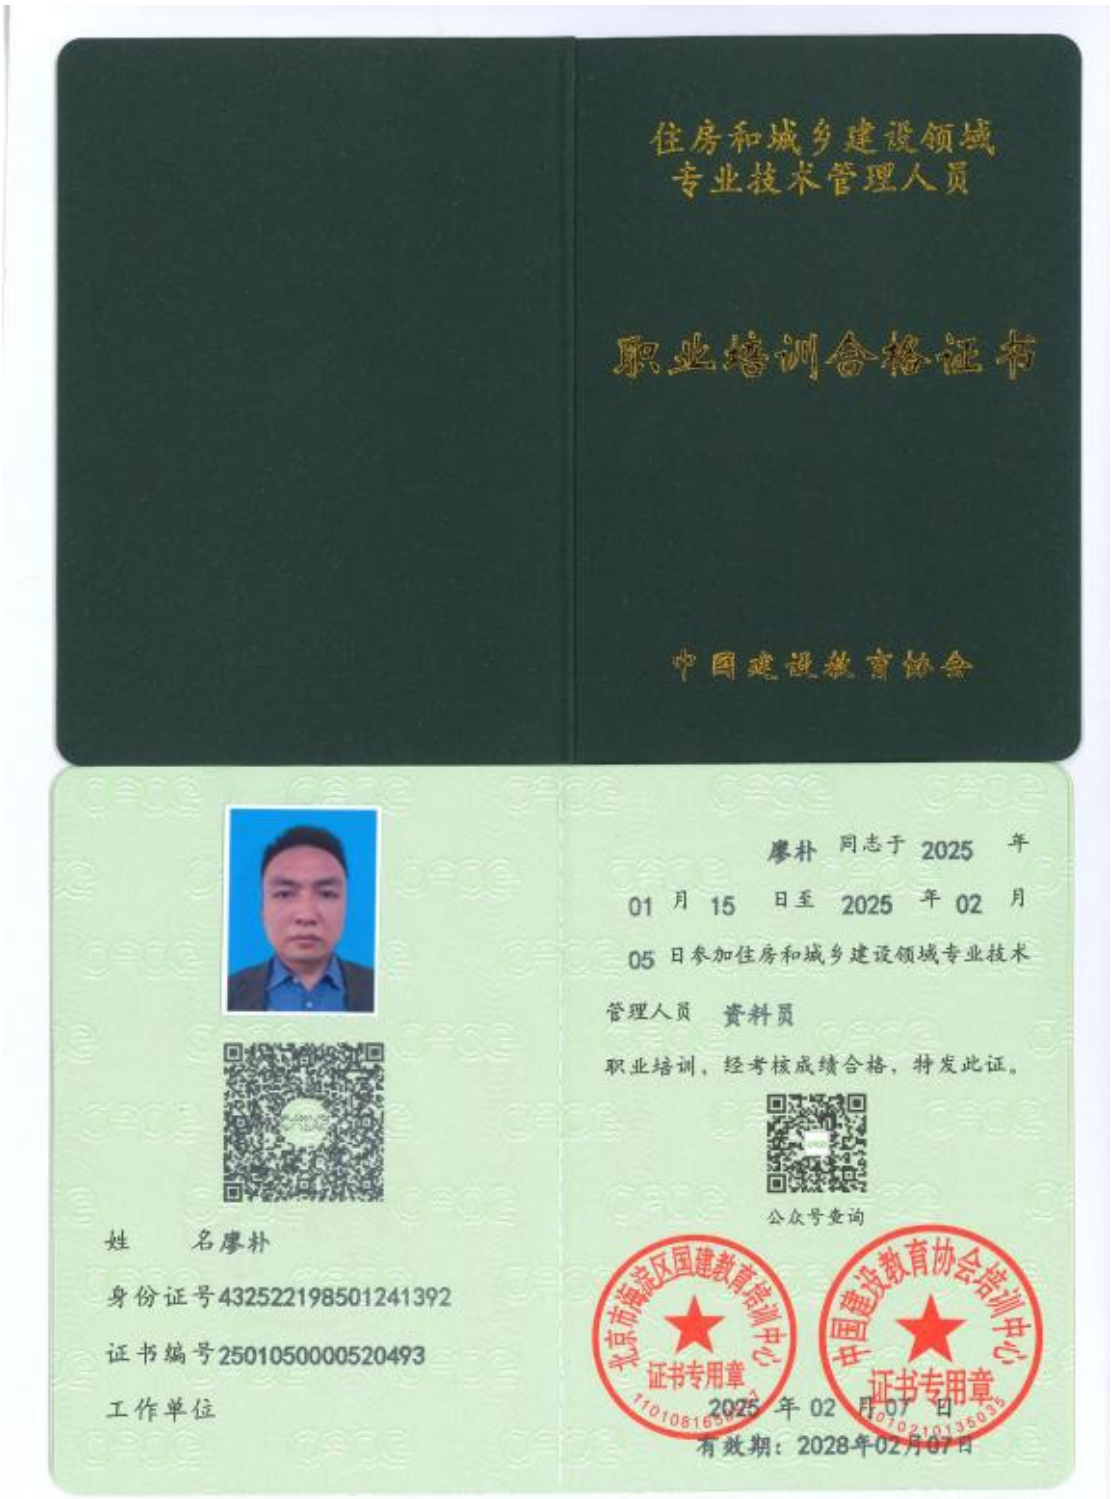 住房和城乡建设领域
专业技术管理人员
职业培训合格证书
中国建设教育协会
姓 名廖朴
身份证号432522198501241392
证书编号2501050000520493
工作单位
廖朴 同志于 2025 年
01 月 15 日至 2025 年 02 月
05 日参加住房和城乡建设领域专业技术
管理人员 资料员
职业培训，经考核成绩合格，特发此证。
公众号查询
北京市海淀区国建教育培训中心
证书专用章
中国建设教育协会培训中心
证书专用章
2025 年 02 月 07 日
有效期：2028年02月07日